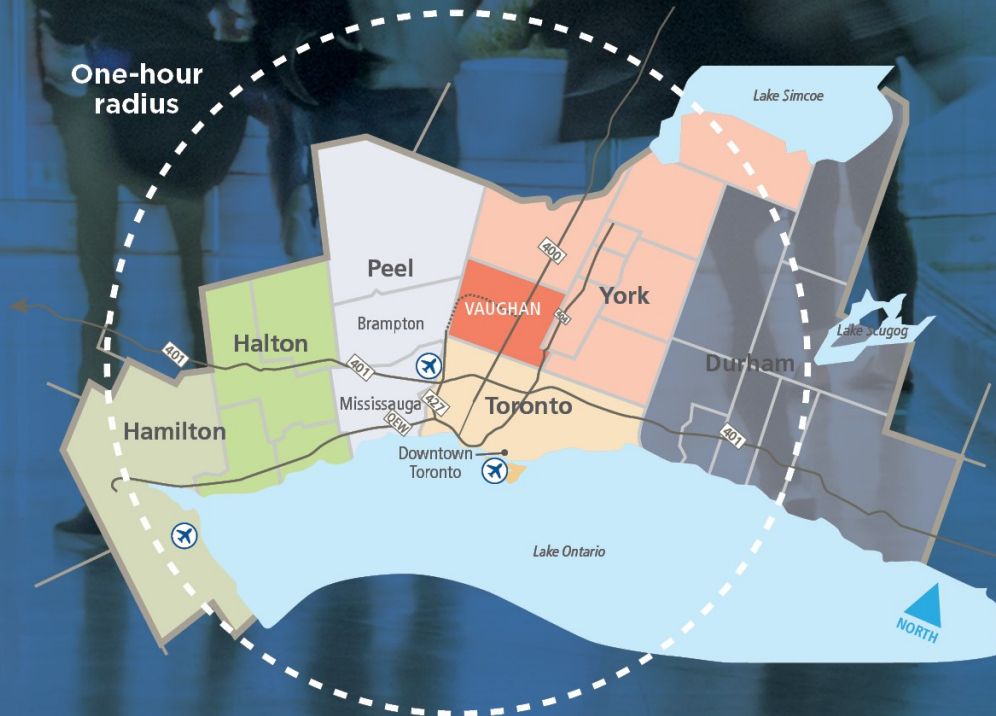 One-hour
radius
Lake Simcoe
400
Peel
York
VAUGHAN
404
Brampton
Lake Scugog
Halton
401
401
Durham
427
Mississauga
Toronto
QEW
Hamilton
401
Downtown
Toronto
Lake Ontario
NORTH